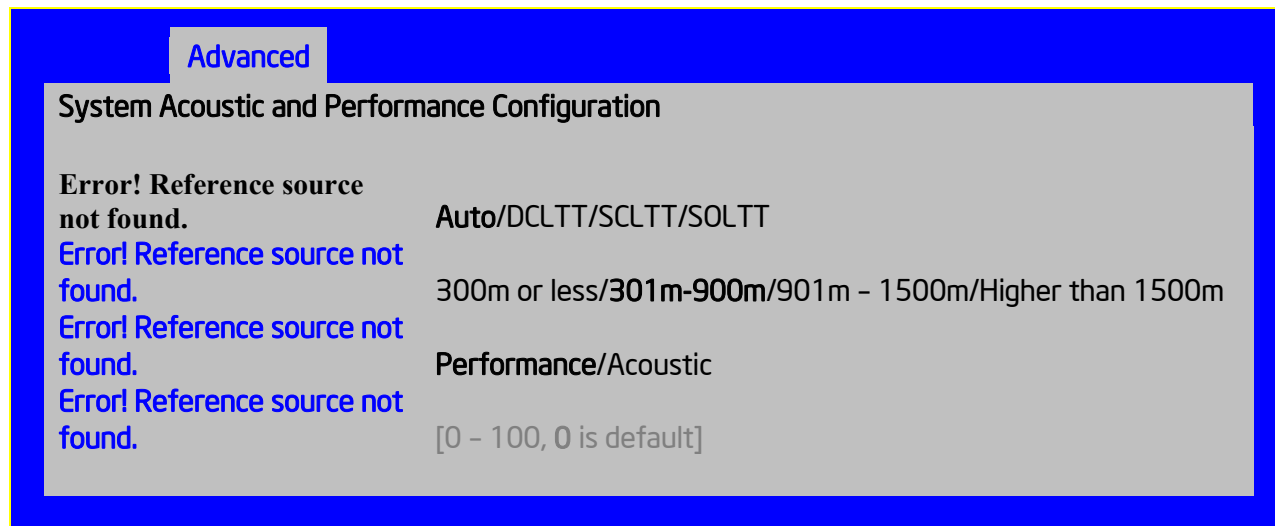 Advanced
System Acoustic and Performance Configuration
Error! Reference source
not found.
Auto/DCLTT/SCLTT/SOLTT
Error! Reference source not
found.
300m or less/301m-900m/901m – 1500m/Higher than 1500m
Error! Reference source not
found.
Performance/Acoustic
Error! Reference source not
found.
[0 – 100, 0 is default]